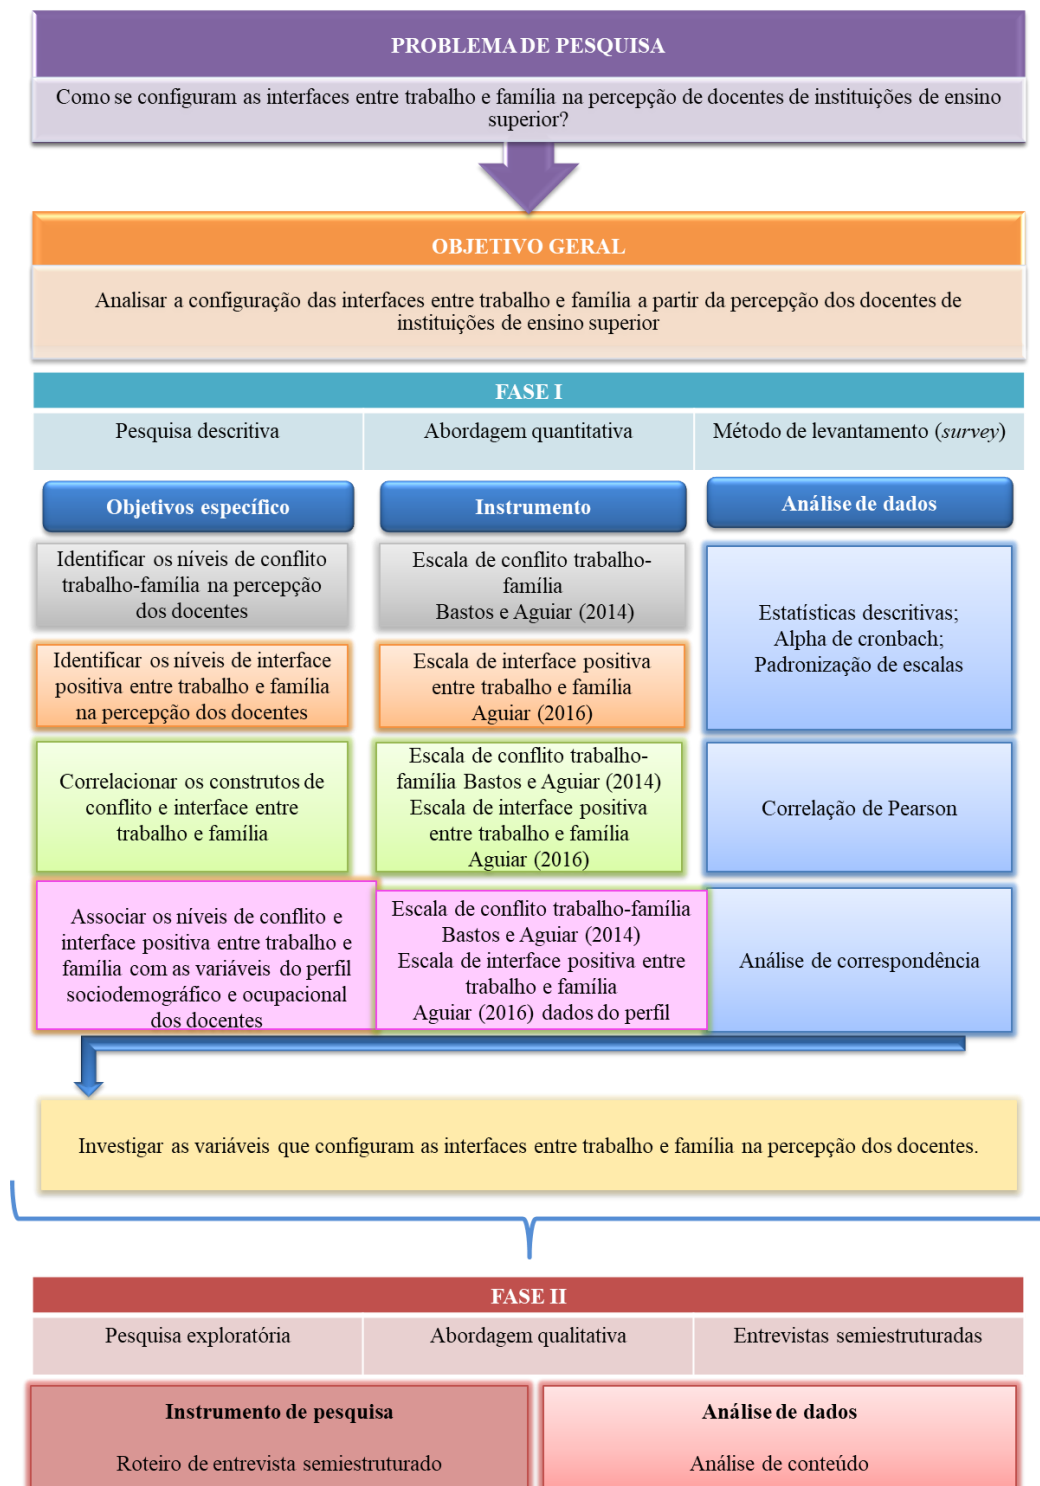 PROBLEMA DE PESQUISA
Como se configuram as interfaces entre trabalho e família na percepção de docentes de instituições de ensino
superior?
OBJETIVO GERAL
Analisar a configuração das interfaces entre trabalho e família a partir da percepção dos docentes de
instituições de ensino superior
FASE I
Pesquisa descritiva
Abordagem quantitativa
Método de levantamento (survey)
Objetivos específico
Instrumento
Análise de dados
Identificar os níveis de conflito
trabalho-família na percepção
dos docentes
Escala de conflito trabalho-
família
Bastos e Aguiar (2014)
Estatísticas descritivas;
Alpha de cronbach;
Padronização de escalas
Identificar os níveis de interface
positiva entre trabalho e família
na percepção dos docentes
Escala de interface positiva
entre trabalho e família
Aguiar (2016)
Correlacionar os construtos de
conflito e interface entre
trabalho e família
Escala de conflito trabalho-
família Bastos e Aguiar (2014)
Escala de interface positiva
entre trabalho e família
Aguiar (2016)
Correlação de Pearson
Associar os níveis de conflito e
interface positiva entre trabalho e
família com as variáveis do perfil
sociodemográfico e ocupacional
dos docentes
Escala de conflito trabalho-família
Bastos e Aguiar (2014)
Escala de interface positiva entre
trabalho e família
Aguiar (2016) dados do perfil
Análise de correspondência
Investigar as variáveis que configuram as interfaces entre trabalho e família na percepção dos docentes.
FASE II
Pesquisa exploratória
Abordagem qualitativa
Entrevistas semiestruturadas
Instrumento de pesquisa
Roteiro de entrevista semiestruturado
Análise de dados
Análise de conteúdo